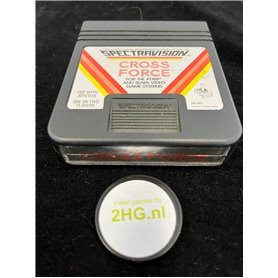 SPECTRAVISION
CROSS
FORCE
FOR THE ATARI
AND SEARS VIDEO
GAME SYSTEMS
USE WITH
JOYSTICK
ONE OR TWO
PLAYERS
meer games bij
2HG.nl